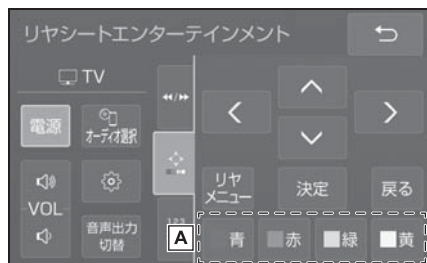 リヤシートエンターテインメント
TV
電源
オーディオ選択
VOL
音声出力
切替
123
リヤ
メニュー
決定
戻る
A
青
赤
緑
黄